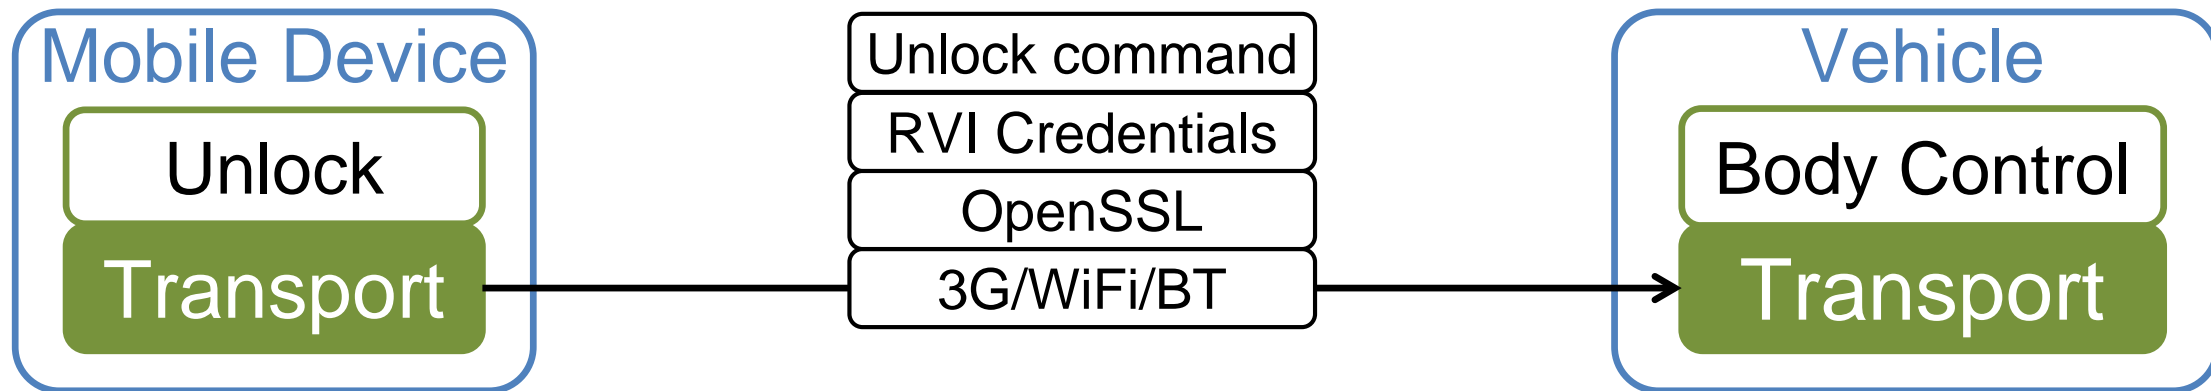 Mobile Device
Unlock
Transport
Unlock command
RVI Credentials
OpenSSL
3G/WiFi/BT
Vehicle
Body Control
Transport